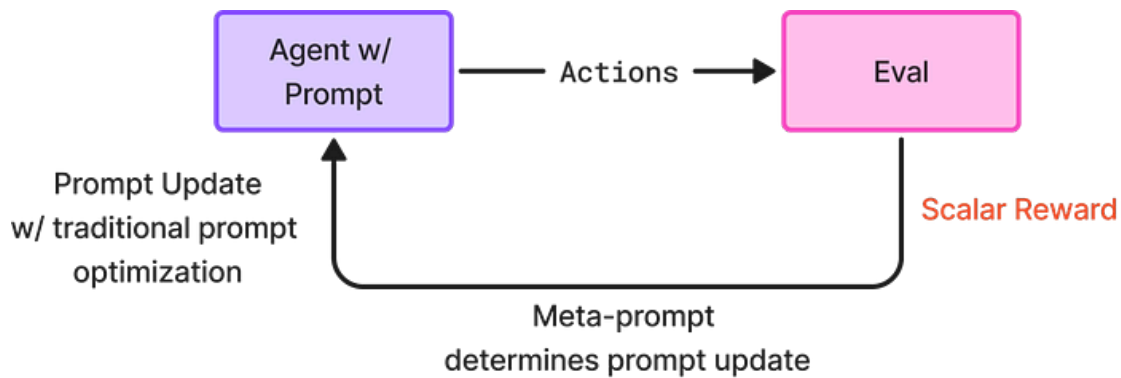 Agent w/
Prompt
Actions
Eval
Prompt Update
w/ traditional prompt
optimization
Scalar Reward
Meta-prompt
determines prompt update